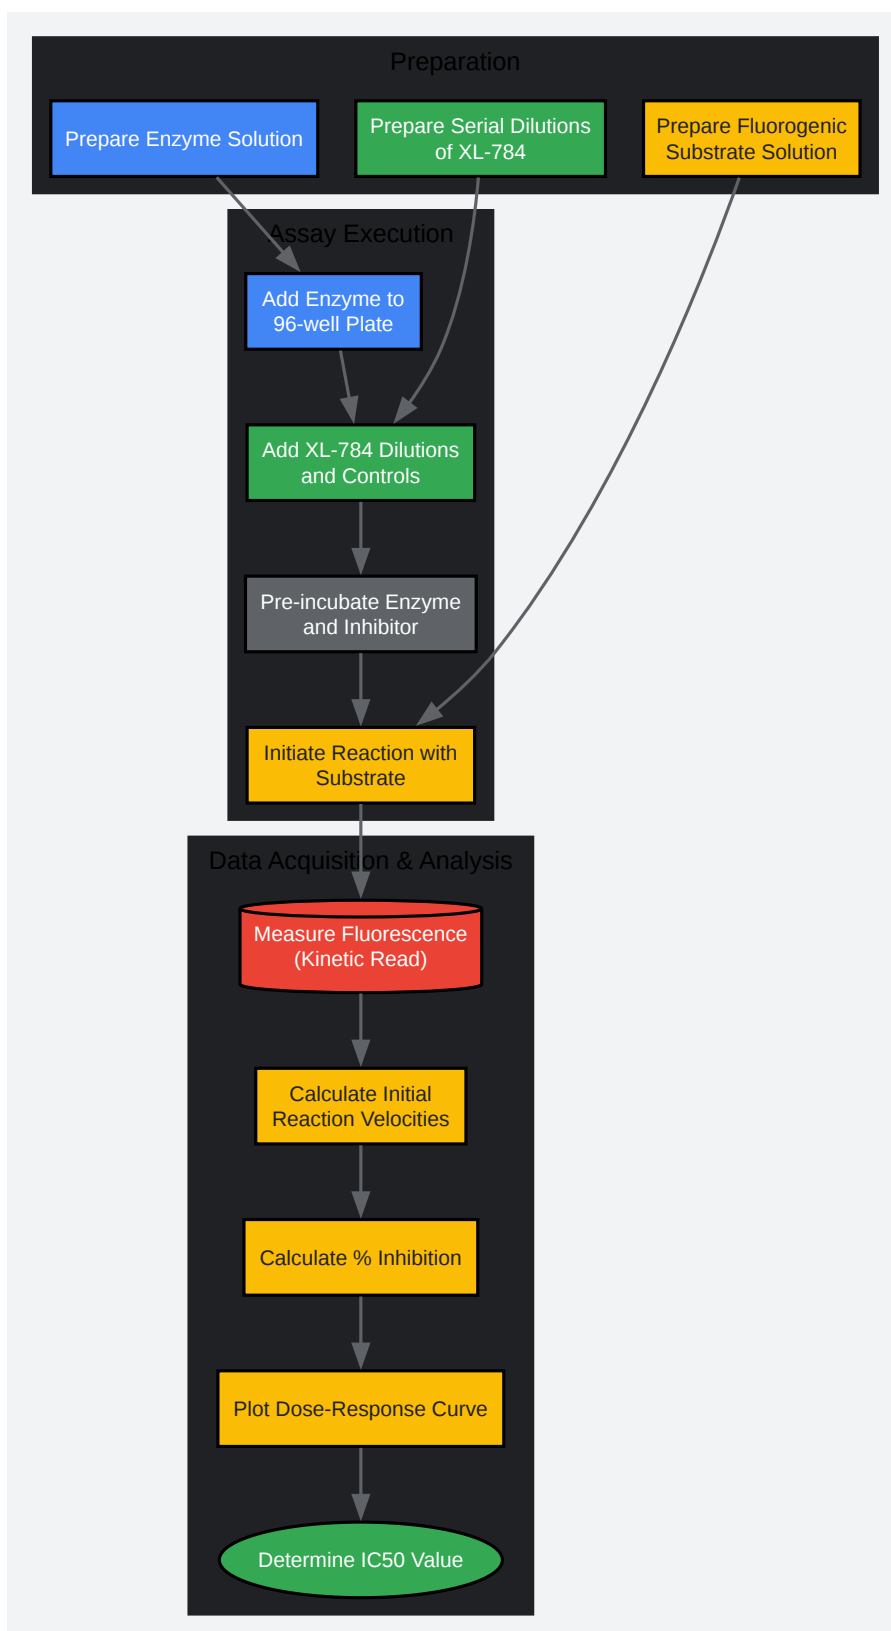 Preparation
Prepare Enzyme Solution
Prepare Serial Dilutions
of XL-784
Prepare Fluorogenic
Substrate Solution
Assay Execution
Add Enzyme to
96-well Plate
Add XL-784 Dilutions
and Controls
Pre-incubate Enzyme
and Inhibitor
Initiate Reaction with
Substrate
Data Acquisition & Analysis
Measure Fluorescence
(Kinetic Read)
Calculate Initial
Reaction Velocities
Calculate % Inhibition
Plot Dose-Response Curve
Determine IC50 Value